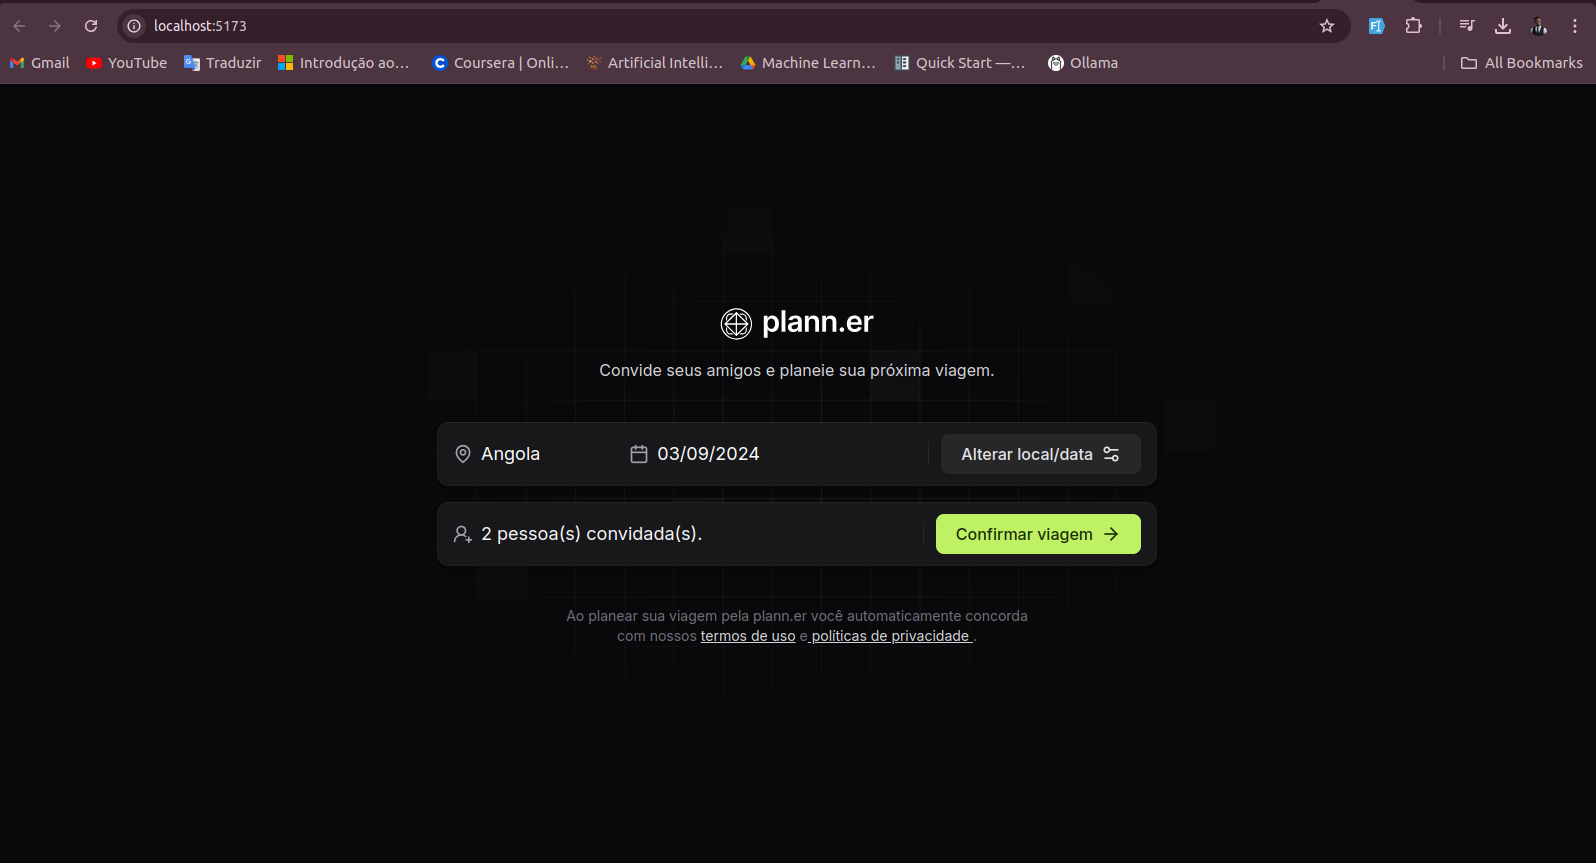 localhost:5173
Gmail YouTube Traduzir Introdução ao... Coursera | Onli... Artificial Intelli... Machine Learn... Quick Start —... Ollama All Bookmarks
plann.er
Convide seus amigos e planeie sua próxima viagem.
Angola 03/09/2024 Alterar local/data
2 pessoa(s) convidada(s). Confirmar viagem
Ao planear sua viagem pela plann.er você automaticamente concorda
com nossos termos de uso e políticas de privacidade .